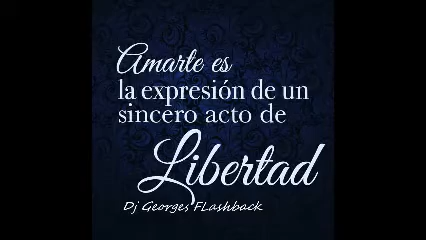 Amarte es
la expresión de un
sincero acto de
Libertad
Dj Georges FLashback